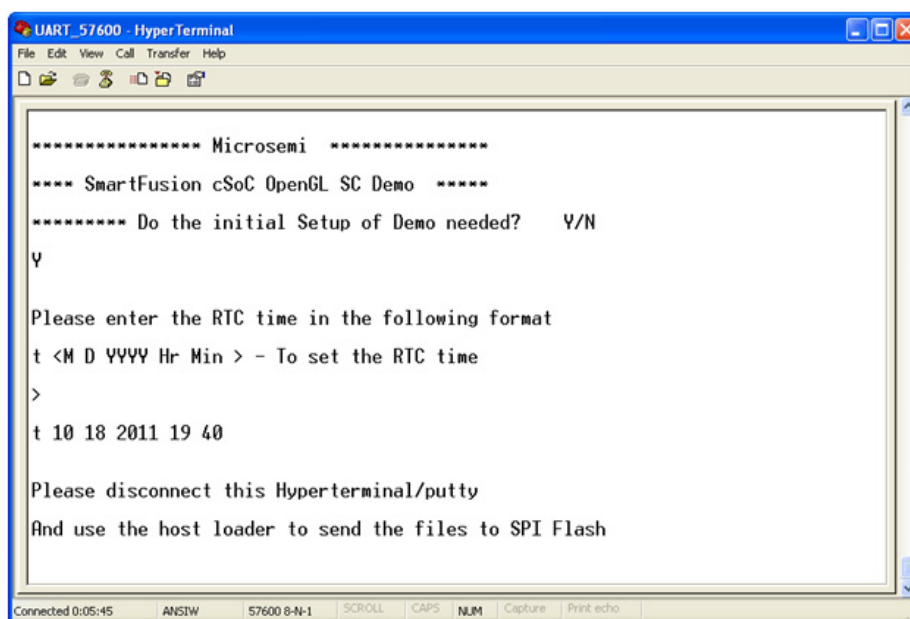 UART_57600 - HyperTerminal
File Edit View Call Transfer Help
**************** Microsemi ***************
**** SmartFusion cSoC OpenGL SC Demo *****
********* Do the initial Setup of Demo needed? Y/N
Y
Please enter the RTC time in the following format
t <M D YYYY Hr Min > - To set the RTC time
>
t 10 18 2011 19 40
Please disconnect this Hyperterminal/putty
And use the host loader to send the files to SPI Flash
Connected 0:05:45 ANSIW 57600 8-N-1 SCROLL CAPS NUM Capture Print echo